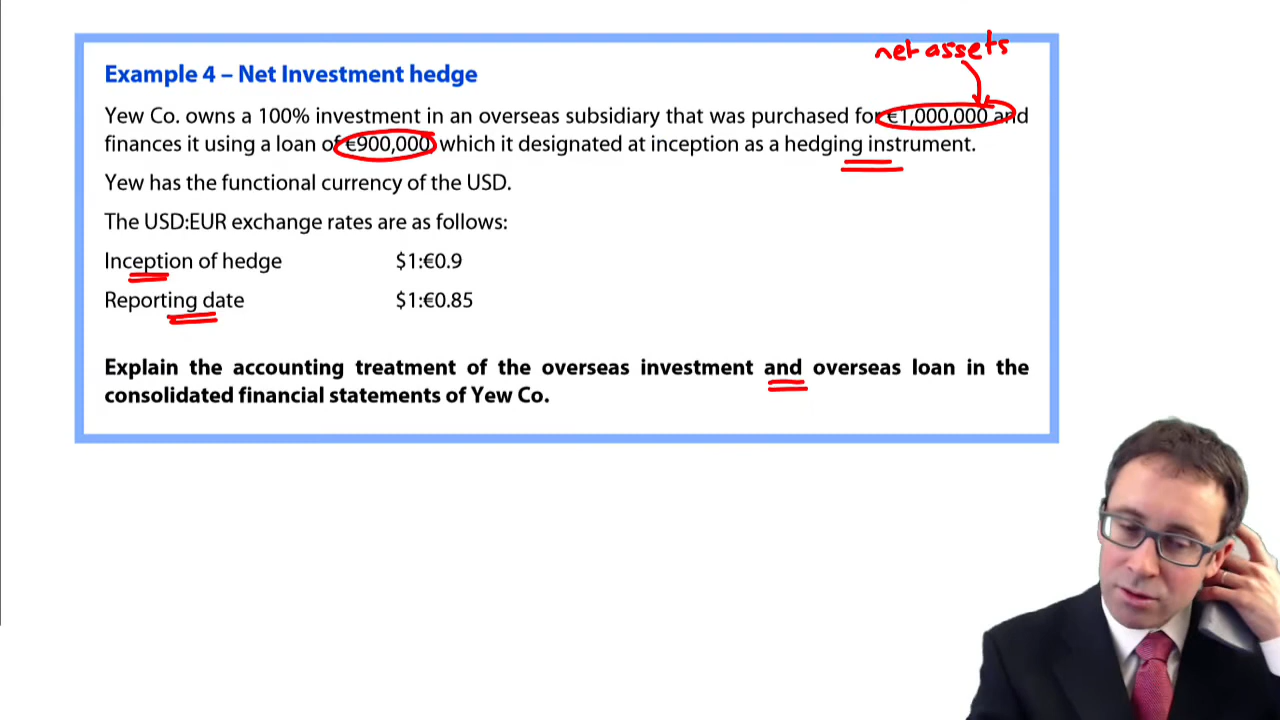 net assets
Example 4 – Net Investment hedge
Yew Co. owns a 100% investment in an overseas subsidiary that was purchased for €1,000,000 and
finances it using a loan of €900,000 which it designated at inception as a hedging instrument.
Yew has the functional currency of the USD.
The USD:EUR exchange rates are as follows:
Inception of hedge $1:€0.9
Reporting date $1:€0.85
Explain the accounting treatment of the overseas investment and overseas loan in the
consolidated financial statements of Yew Co.